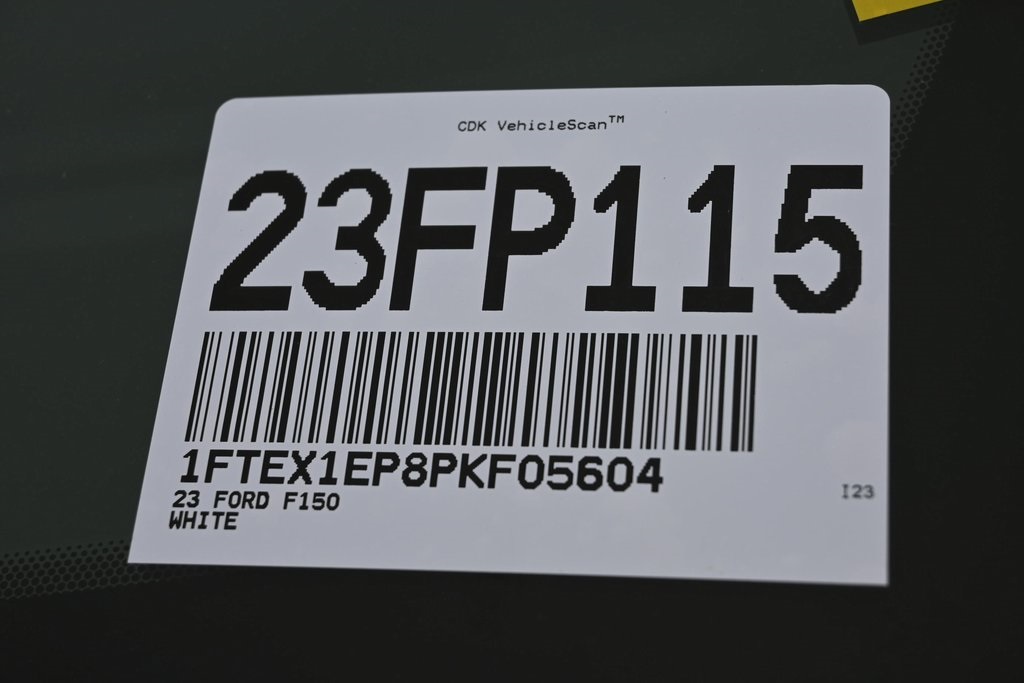 CDK VehicleScan™
23FP115
1FTEX1EP8PKF05604
23 FORD F150
WHITE
I23